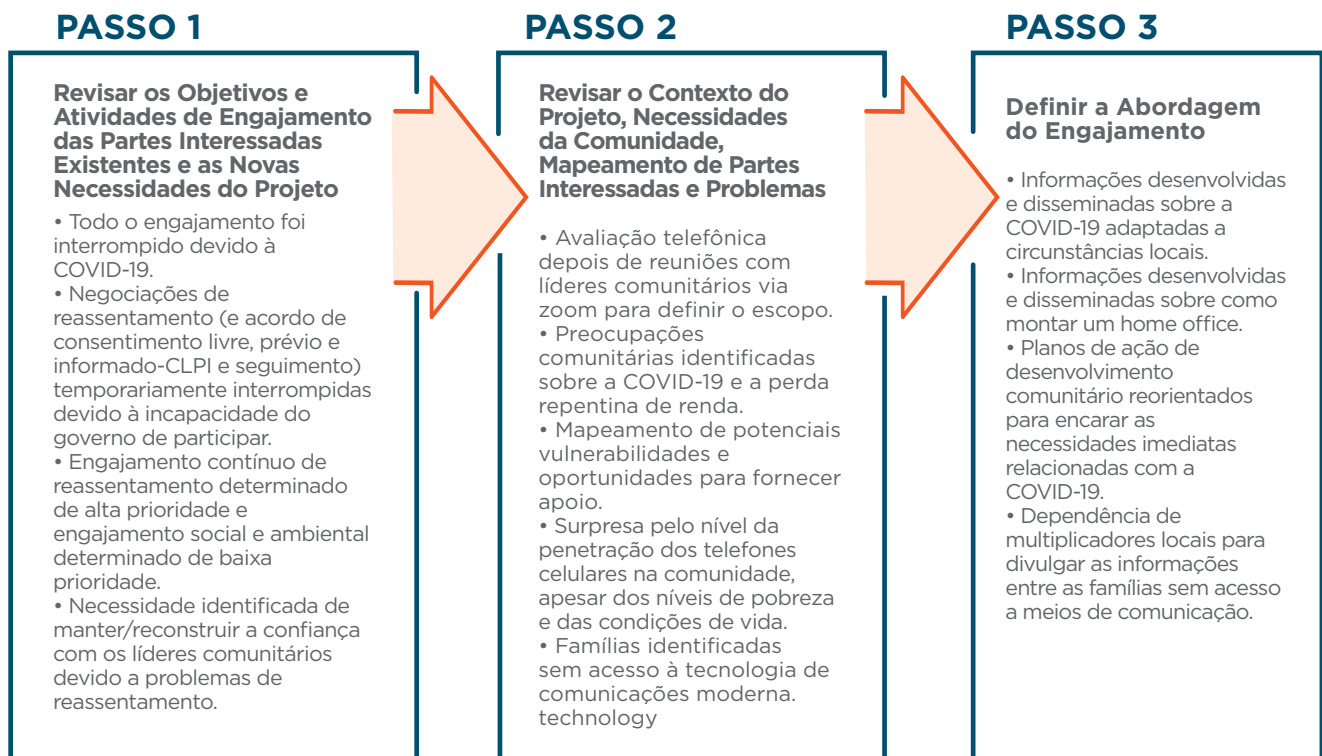 PASSO 1
Revisar os Objetivos e
Atividades de Engajamento
das Partes Interessadas
Existentes e as Novas
Necessidades do Projeto
• Todo o engajamento foi
interrompido devido à
COVID-19.
• Negociações de
reassentamento (e acordo de
consentimento livre, prévio e
informado-CLPI e seguimento)
temporariamente interrompidas
devido à incapacidade do
governo de participar.
• Engajamento contínuo de
reassentamento determinado
de alta prioridade e
engajamento social e ambiental
determinado de baixa
prioridade.
• Necessidade identificada de
manter/reconstruir a confiança
com os líderes comunitários
devido a problemas de
reassentamento.
PASSO 2
Revisar o Contexto do
Projeto, Necessidades
da Comunidade,
Mapeamento de Partes
Interessadas e Problemas
• Avaliação telefônica
depois de reuniões com
líderes comunitários via
zoom para definir o escopo.
• Preocupações
comunitárias identificadas
sobre a COVID-19 e a perda
repentina de renda.
• Mapeamento de potenciais
vulnerabilidades e
oportunidades para fornecer
apoio.
• Surpresa pelo nível da
penetração dos telefones
celulares na comunidade,
apesar dos níveis de pobreza
e das condições de vida.
• Famílias identificadas
sem acesso à tecnologia de
comunicações moderna.
technology
PASSO 3
Definir a Abordagem
do Engajamento
• Informações desenvolvidas
e disseminadas sobre a
COVID-19 adaptadas a
circunstâncias locais.
• Informações desenvolvidas
e disseminadas sobre como
montar um home office.
• Planos de ação de
desenvolvimento
comunitário reorientados
para encarar as
necessidades imediatas
relacionadas com a
COVID-19.
• Dependência de
multiplicadores locais para
divulgar as informações
entre as famílias sem acesso
a meios de comunicação.